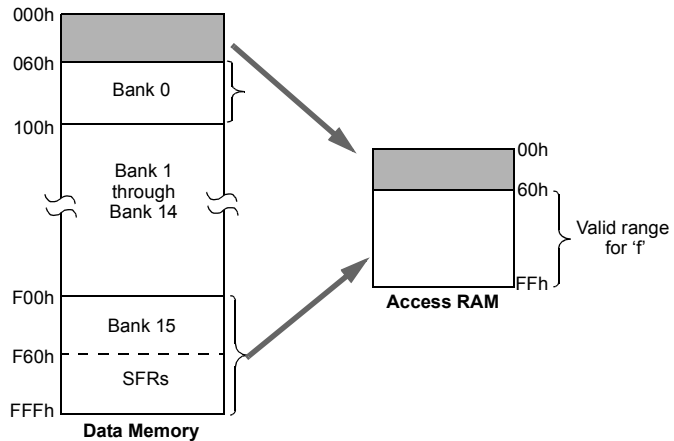 000h
060h
Bank 0
100h
Bank 1
through
Bank 14
F00h
Bank 15
F60h
SFRs
FFFh
Data Memory
00h
60h
Valid range
for ‘f’
FFh
Access RAM